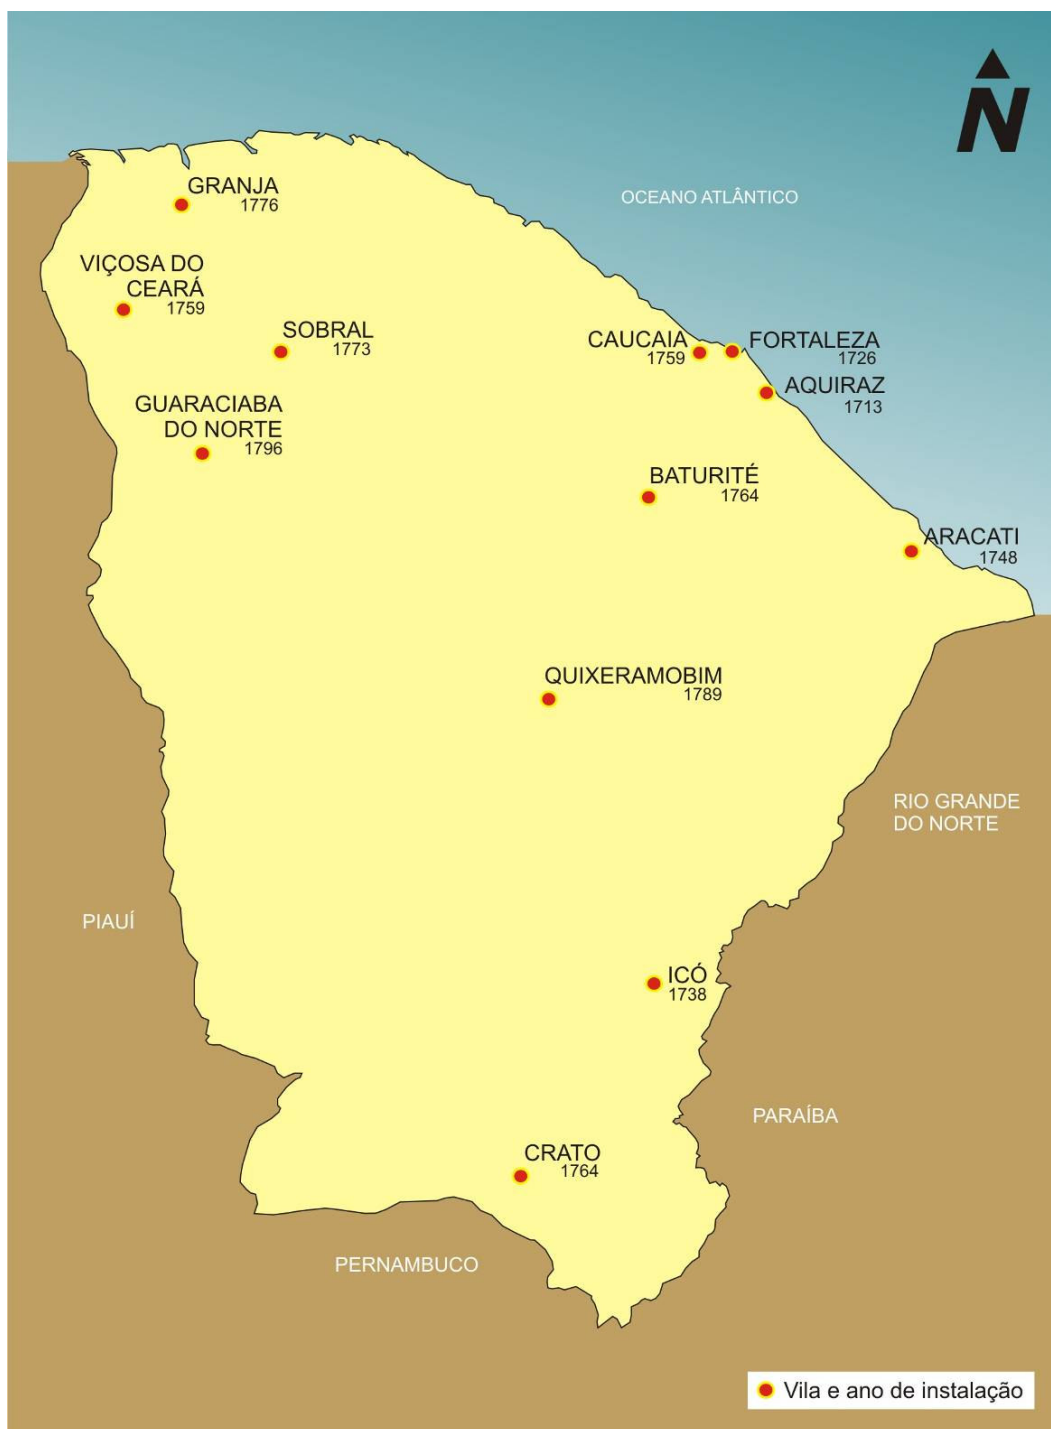 N
GRANJA
1776
OCEANO ATLÂNTICO
VIÇOSA DO
CEARÁ
1759
SOBRAL
1773
CAUCAIA
1759
FORTALEZA
1726
AQUIRAZ
1713
GUARACIABA
DO NORTE
1796
BATURITÉ
1764
ARACATI
1748
QUIXERAMOBIM
1789
RIO GRANDE
DO NORTE
PIAUÍ
ICÓ
1738
PARAÍBA
CRATO
1764
PERNAMBUCO
Vila e ano de instalação